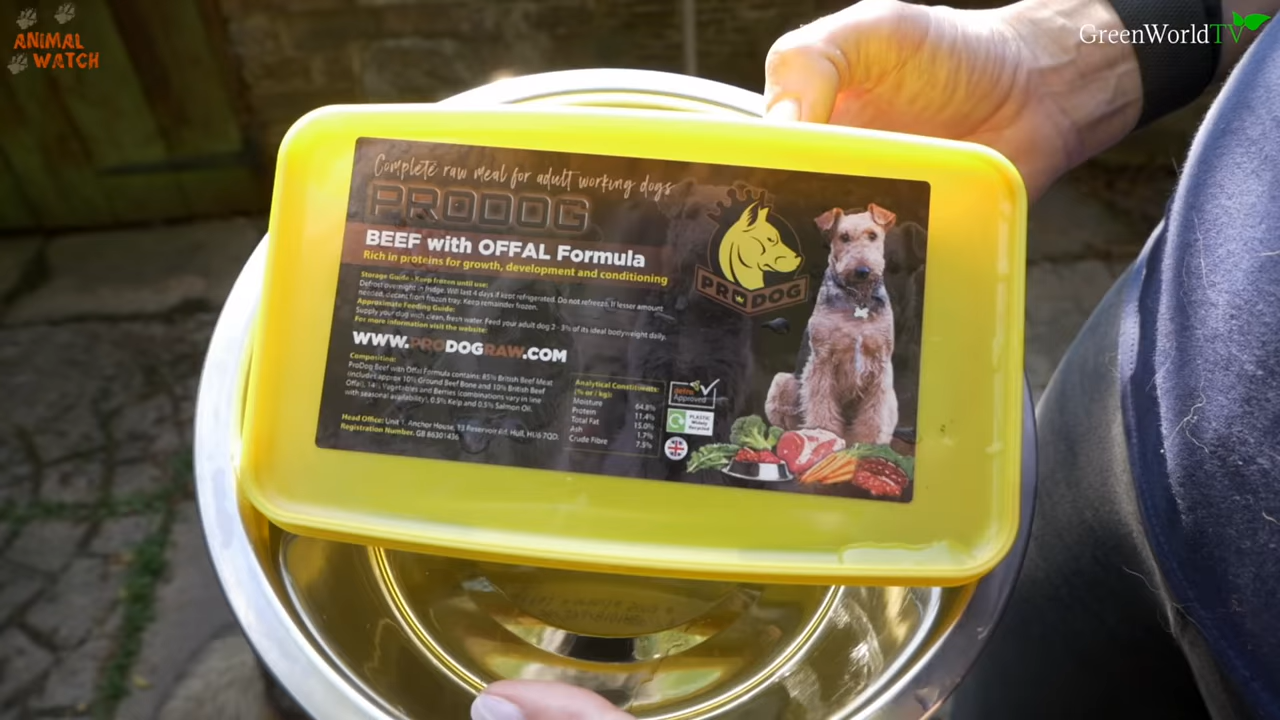 ANIMAL
WATCH
GreenWorldTV
Complete raw meal for adult working dogs
PRODOG
BEEF with OFFAL Formula
Rich in proteins for growth, development and conditioning
Storage Guide - Keep frozen until use:
Defrost overnight in fridge. Will last 4 days if kept refrigerated. Do not refreeze. If lesser amount
needed, decant from frozen tray. Keep remainder frozen.
Approximate Feeding Guide:
Supply your dog with clean, fresh water. Feed your adult dog 2 - 3% of its ideal bodyweight daily.
For more information visit the website:
WWW.PRODOGRAW.COM
Composition:
ProDog Beef with Offal Formula contains: 85% British Beef Meat
(includes approx 10% Ground Beef Bone and 10% British Beef
Offal), 14% Vegetables and Berries (combinations vary in line
with seasonal availability), 0.5% Kelp and 0.5% Salmon Oil.
Head Office: Unit 1, Anchor House, 13 Reservoir Rd, Hull, HU6 7QD.
Registration Number. GB 86301436
Analytical Constituents:
(% or / kg):
Moisture 64.8%
Protein 11.4%
Total Fat 15.0%
Ash 1.7%
Crude Fibre 7.5%
Approved
PLASTIC
Widely
Recycled
PRODOG